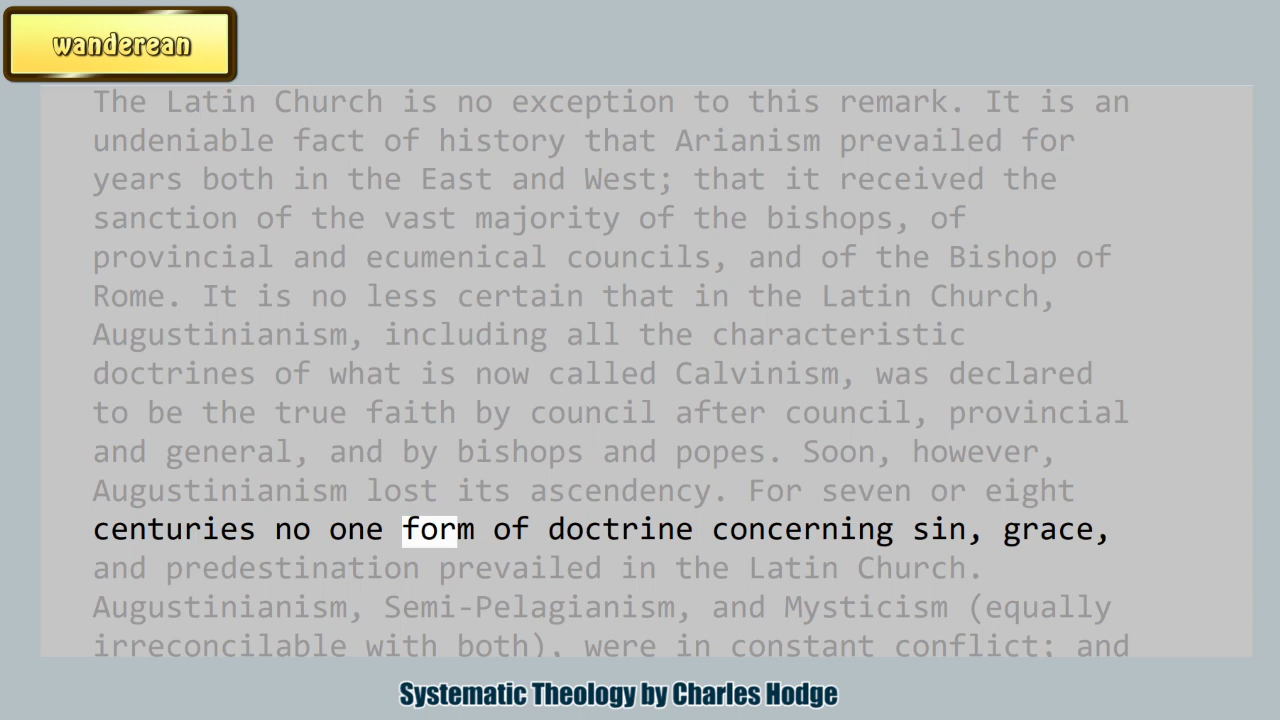 wanderean
The Latin Church is no exception to this remark. It is an
undeniable fact of history that Arianism prevailed for
years both in the East and West; that it received the
sanction of the vast majority of the bishops, of
provincial and ecumenical councils, and of the Bishop of
Rome. It is no less certain that in the Latin Church,
Augustinianism, including all the characteristic
doctrines of what is now called Calvinism, was declared
to be the true faith by council after council, provincial
and general, and by bishops and popes. Soon, however,
Augustinianism lost its ascendency. For seven or eight
centuries no one form of doctrine concerning sin, grace,
and predestination prevailed in the Latin Church.
Augustinianism, Semi-Pelagianism, and Mysticism (equally
irreconcilable with both), were in constant conflict; and
Systematic Theology by Charles Hodge